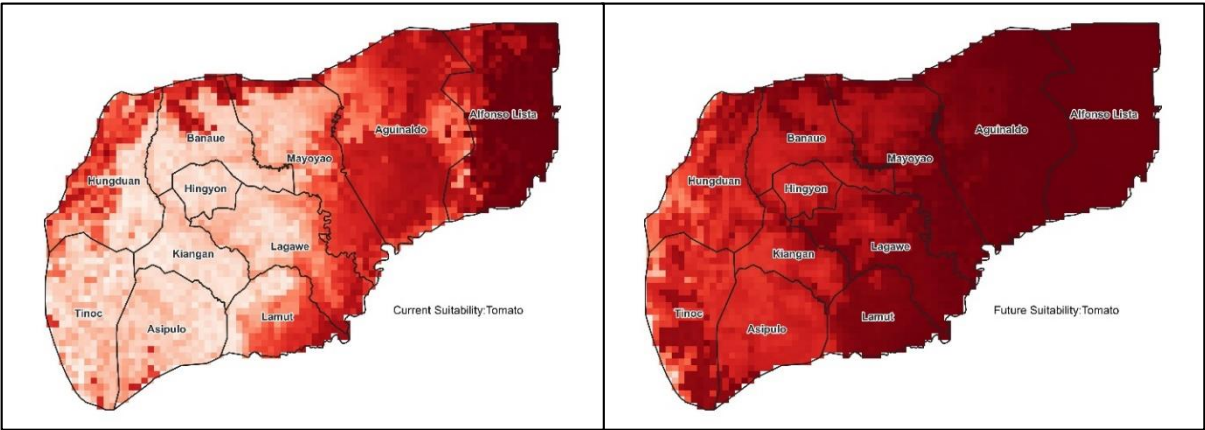 Alfonso Lista
Aguinaldo
Banaue
Mayoyao
Hungduan
Hingyon
Lagawe
Kiangan
Tinoc
Asipulo
Lamut
Current Suitability:Tomato
Alfonso Lista
Aguinaldo
Banaue
Mayoyao
Hungduan
Hingyon
Lagawe
Kiangan
Tinoc
Asipulo
Lamut
Future Suitability:Tomato